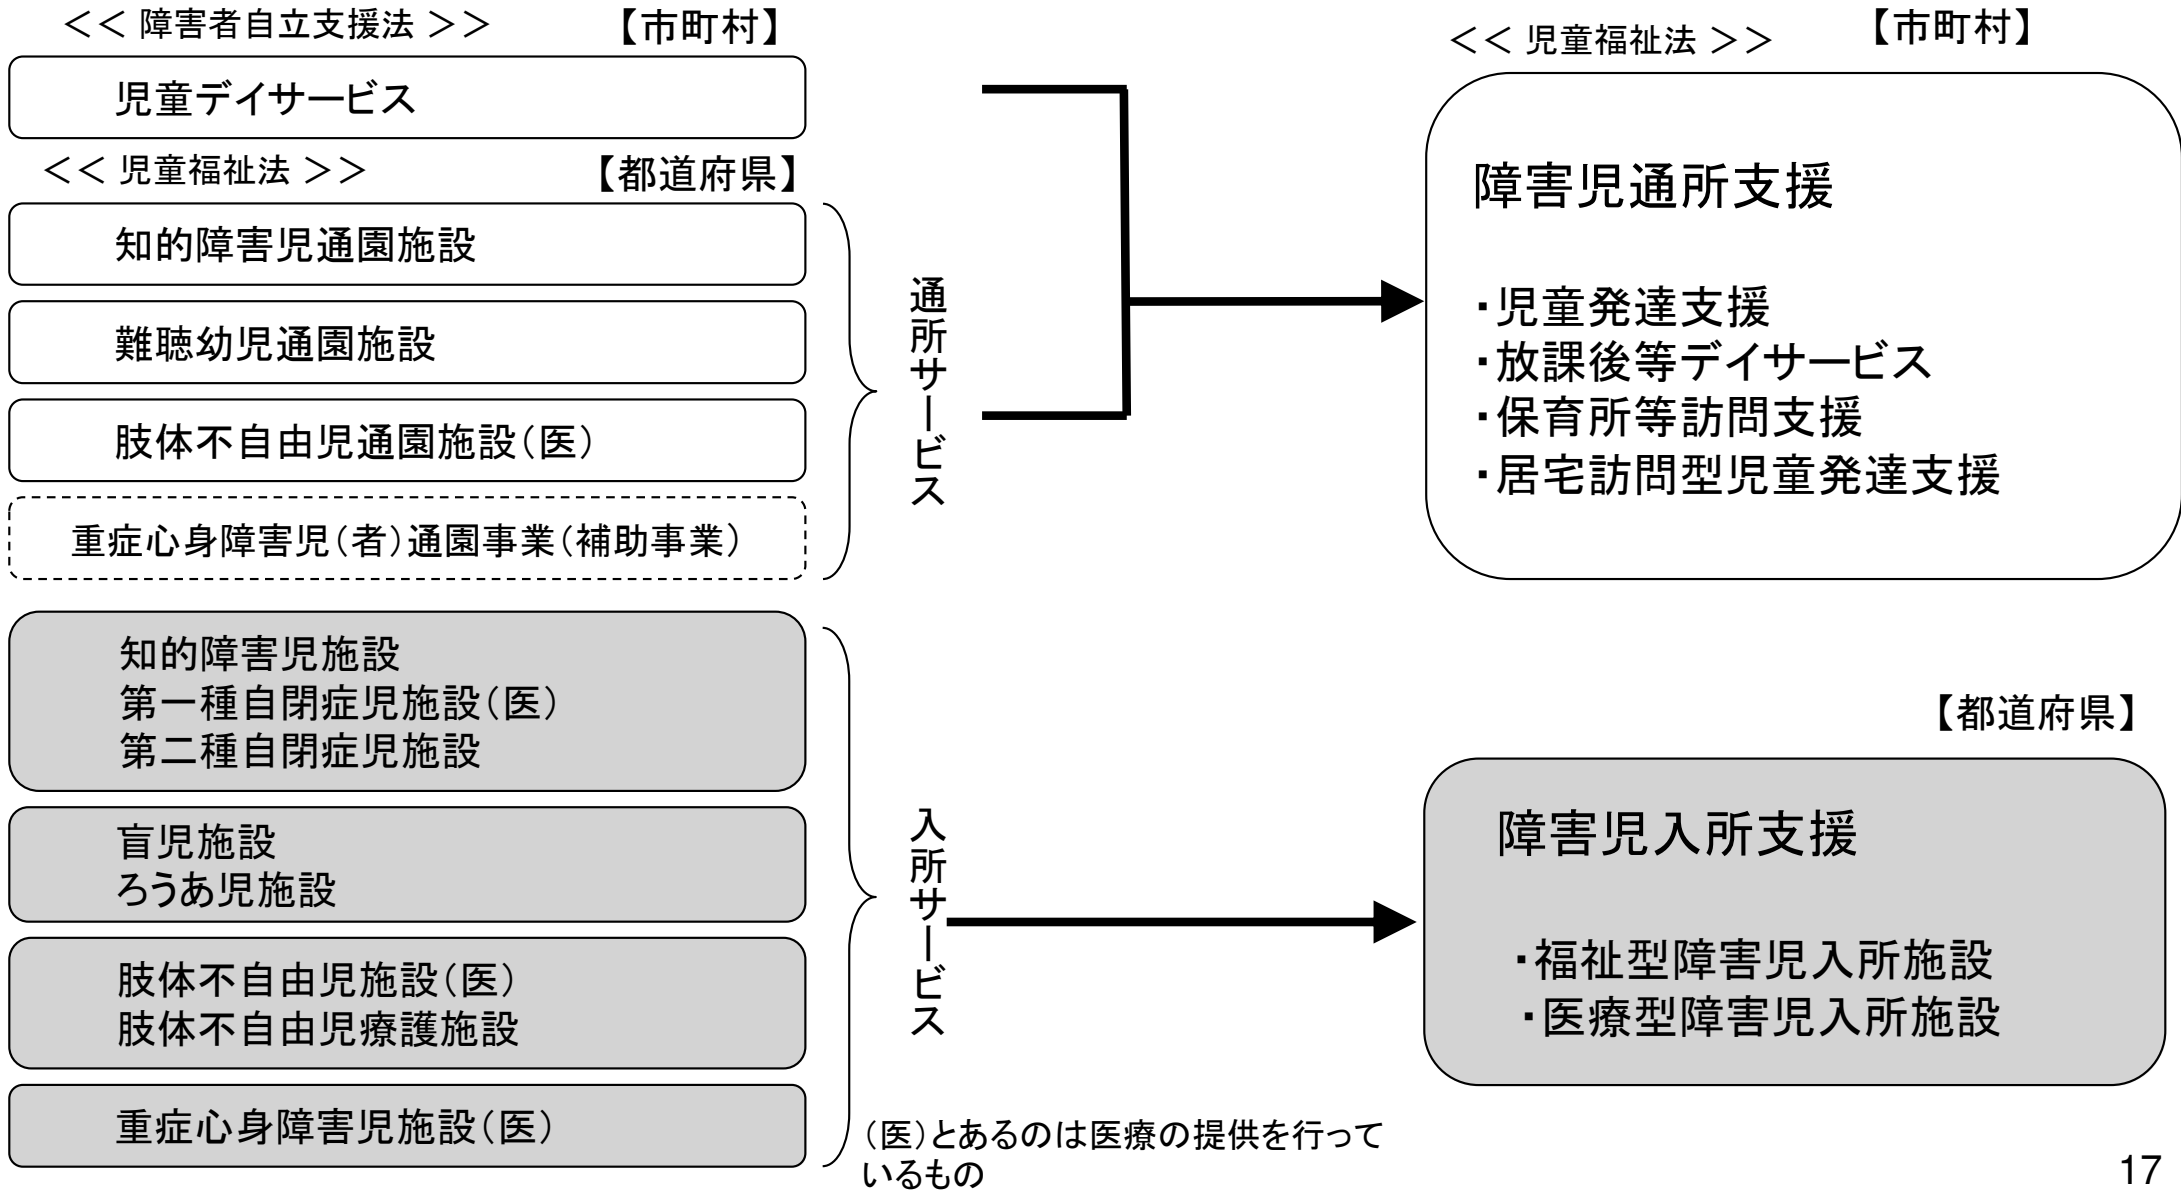 ＜＜ 障害者自立支援法 ＞＞ 【市町村】
児童デイサービス
＜＜ 児童福祉法 ＞＞ 【都道府県】
知的障害児通園施設
難聴幼児通園施設
肢体不自由児通園施設（医）
重症心身障害児（者）通園事業（補助事業）
通所サービス
知的障害児施設
第一種自閉症児施設（医）
第二種自閉症児施設
盲児施設
ろうあ児施設
肢体不自由児施設（医）
肢体不自由児療護施設
重症心身障害児施設（医）
入所サービス
（医）とあるのは医療の提供を行って
いるもの
＜＜ 児童福祉法 ＞＞ 【市町村】
障害児通所支援
・児童発達支援
・放課後等デイサービス
・保育所等訪問支援
・居宅訪問型児童発達支援
【都道府県】
障害児入所支援
・福祉型障害児入所施設
・医療型障害児入所施設
17